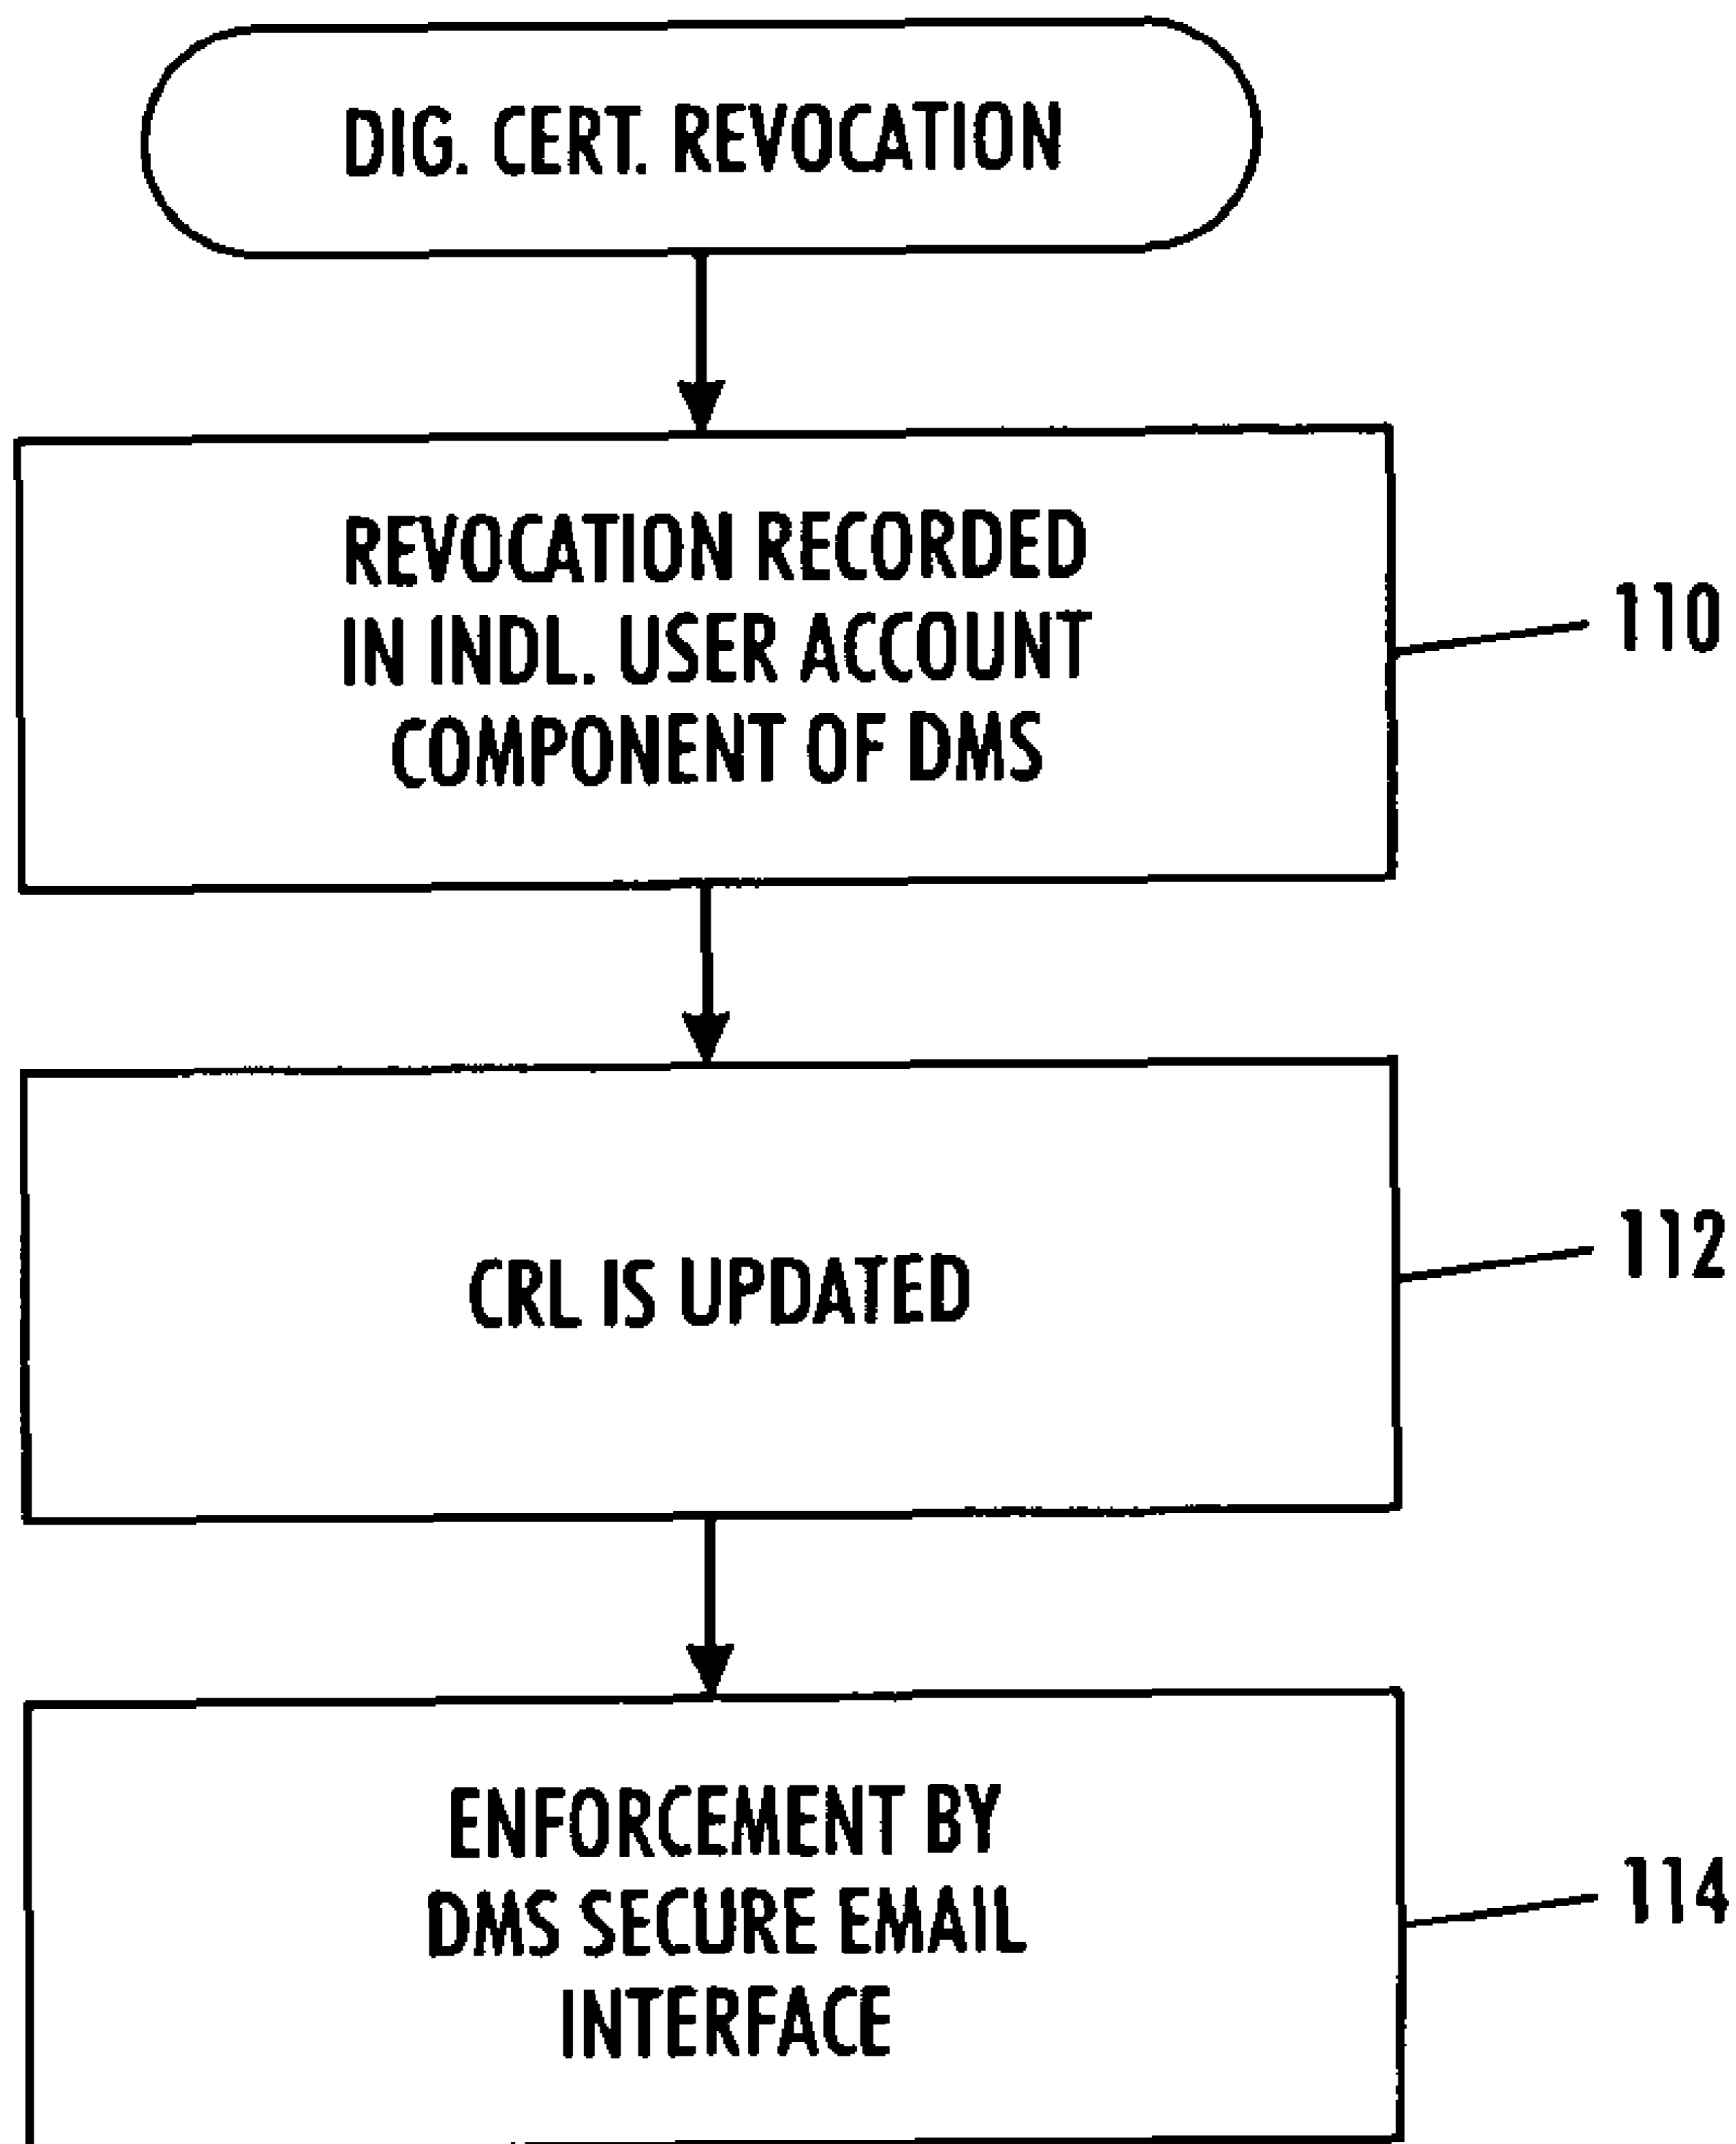 DIG. CERT. REVOCATION
REVOCATION RECORDED
IN INDL. USER ACCOUNT
COMPONENT OF DMS
110
CRL IS UPDATED
112
ENFORCEMENT BY
DMS SECURE EMAIL
INTERFACE
114